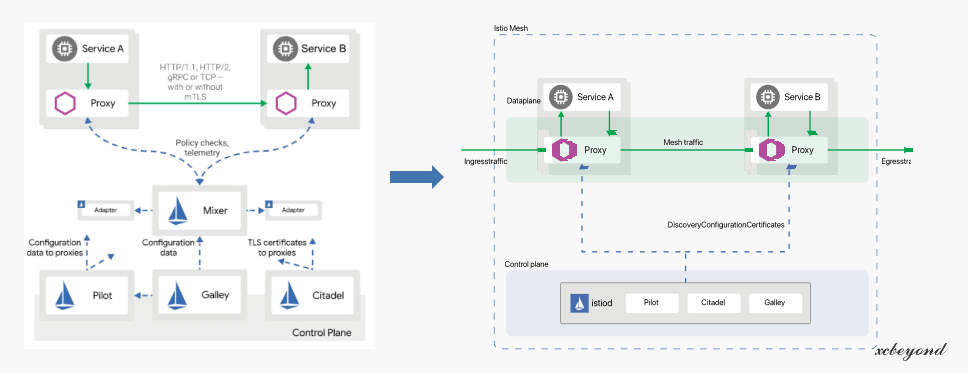 Service A
Service B
HTTP/1.1, HTTP/2,
gRPC or TCP –
with or without
mTLS
Proxy
Proxy
Policy checks,
telemetry
Mixer
Adapter
Adapter
Configuration
data to proxies
Configuration
data
TLS certificates
to proxies
Pilot
Galley
Citadel
Control Plane
Istio Mesh
Dataplane
Service A
Service B
Proxy
Mesh traffic
Proxy
Ingresstraffic
Egresstra
DiscoveryConfigurationCertificates
Control plane
istiod
Pilot
Citadel
Galley
xcbeyond